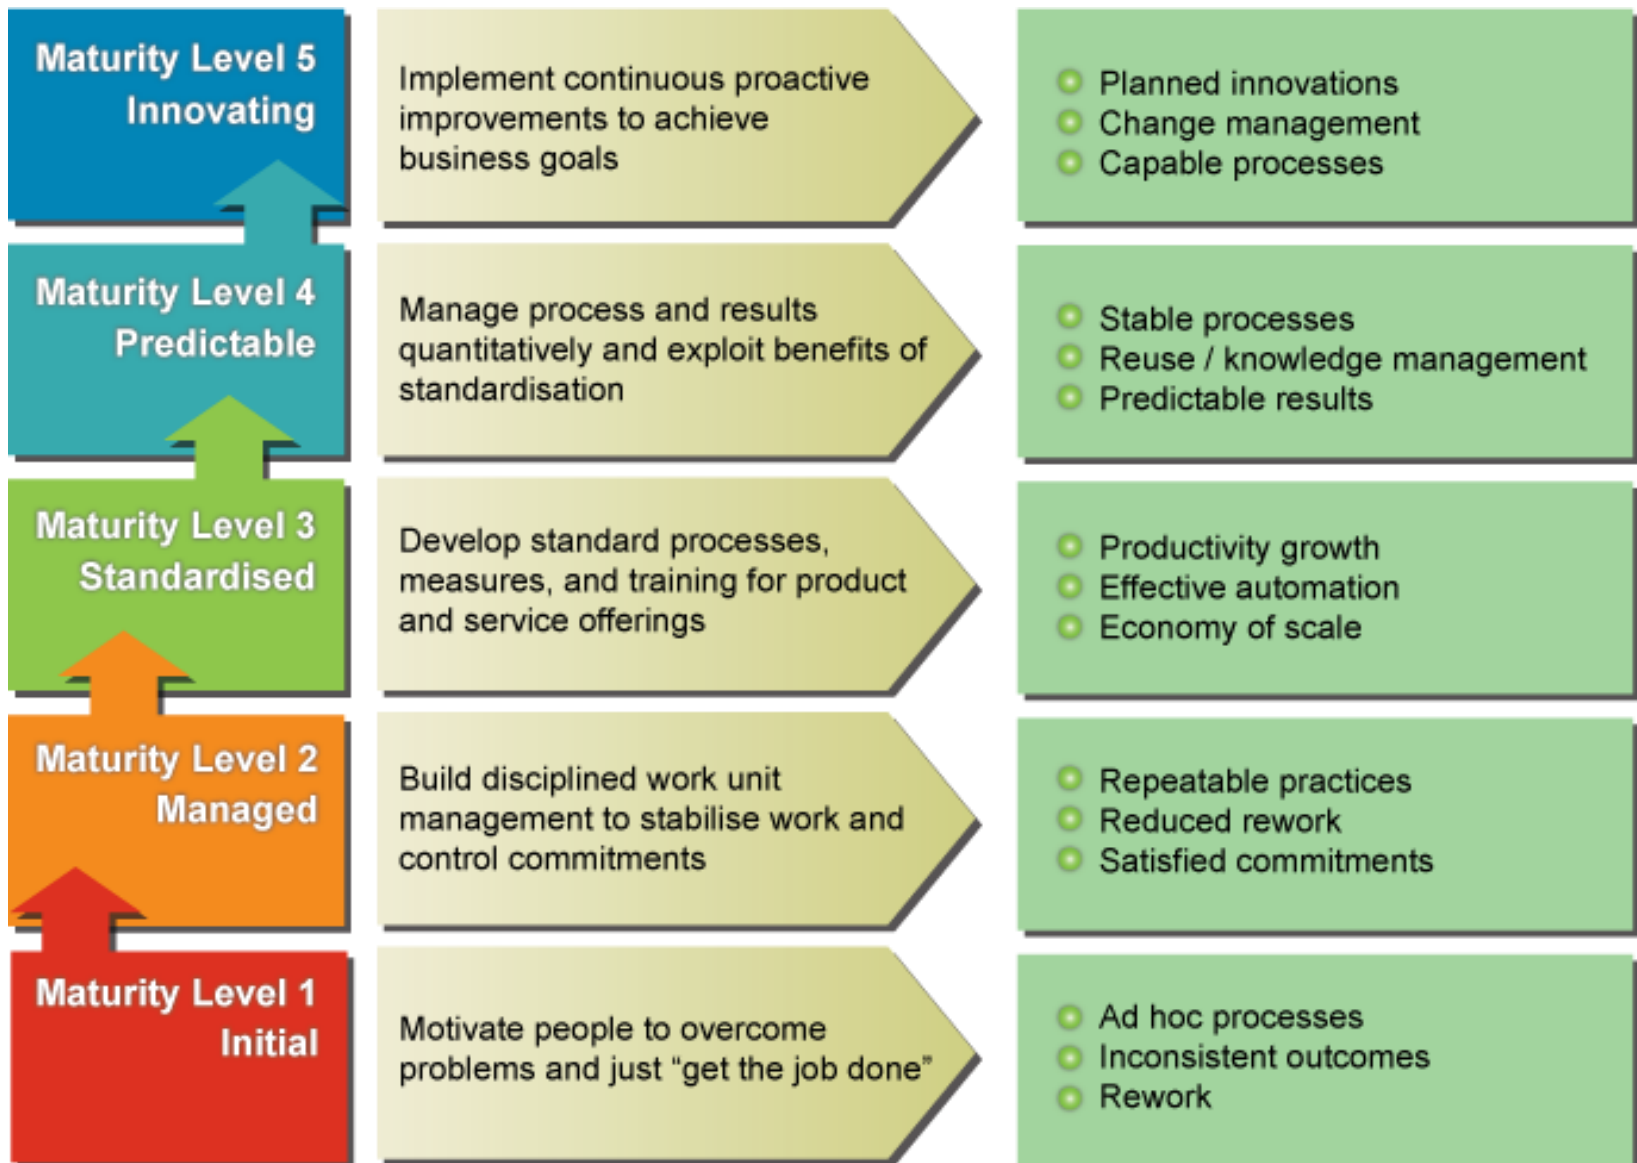 Maturity Level 5
Innovating
Implement continuous proactive
improvements to achieve
business goals
Planned innovations
Change management
Capable processes
Maturity Level 4
Predictable
Manage process and results
quantitatively and exploit benefits of
standardisation
Stable processes
Reuse / knowledge management
Predictable results
Maturity Level 3
Standardised
Develop standard processes,
measures, and training for product
and service offerings
Productivity growth
Effective automation
Economy of scale
Maturity Level 2
Managed
Build disciplined work unit
management to stabilise work and
control commitments
Repeatable practices
Reduced rework
Satisfied commitments
Maturity Level 1
Initial
Motivate people to overcome
problems and just “get the job done”
Ad hoc processes
Inconsistent outcomes
Rework